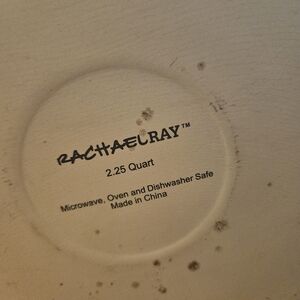 RACHAELRAY™
2.25 Quart
Microwave, Oven and Dishwasher Safe
Made in China